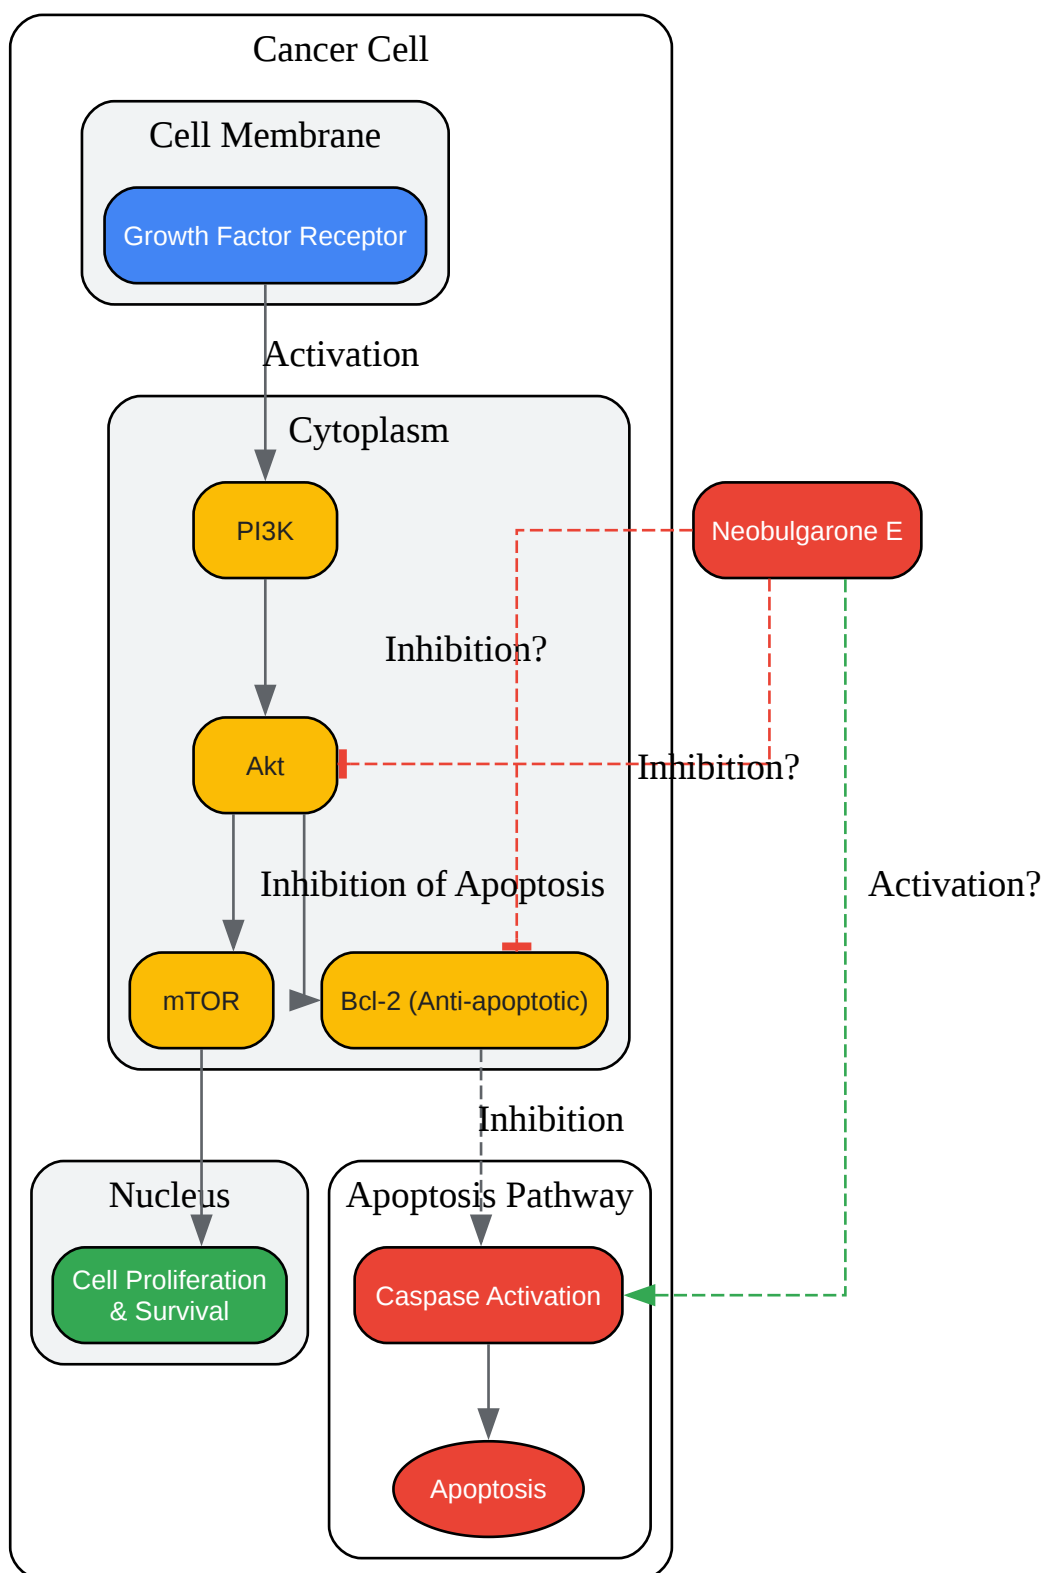 Cancer Cell
Cell Membrane
Growth Factor Receptor
Activation
Cytoplasm
PI3K
Neobulgarone E
Inhibition?
Akt
Inhibition?
Inhibition of Apoptosis
Activation?
mTOR
Bcl-2 (Anti-apoptotic)
Inhibition
Nucleus
Apoptosis Pathway
Cell Proliferation
& Survival
Caspase Activation
Apoptosis